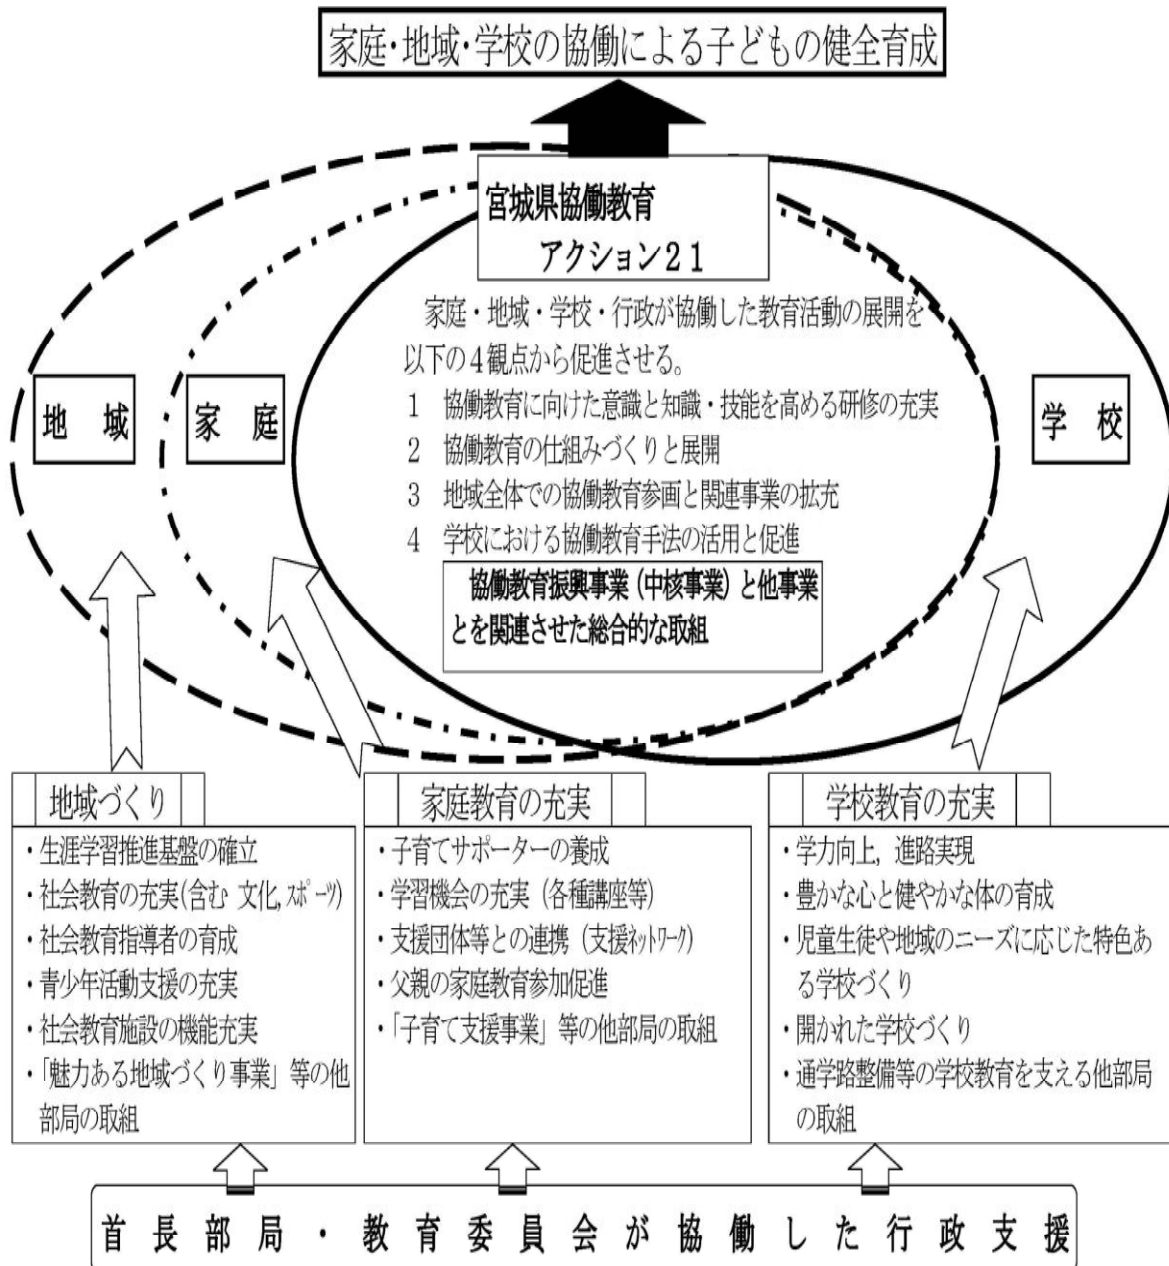 家庭・地域・学校の協働による子どもの健全育成
宮城県協働教育
アクション２１
家庭・地域・学校・行政が協働した教育活動の展開を
以下の４観点から促進させる。
1　協働教育に向けた意識と知識・技能を高める研修の充実
2　協働教育の仕組みづくりと展開
3　地域全体での協働教育参画と関連事業の拡充
4　学校における協働教育手法の活用と促進
協働教育振興事業（中核事業）と他事業
とを関連させた総合的な取組
地　域
家　庭
学　校
地域づくり
・生涯学習推進基盤の確立
・社会教育の充実(含む 文化,スポーツ)
・社会教育指導者の育成
・青少年活動支援の充実
・社会教育施設の機能充実
・「魅力ある地域づくり事業」等の他
部局の取組
家庭教育の充実
・子育てサポーターの養成
・学習機会の充実（各種講座等）
・支援団体等との連携（支援ネットワーク）
・父親の家庭教育参加促進
・「子育て支援事業」等の他部局の取組
学校教育の充実
・学力向上，進路実現
・豊かな心と健やかな体の育成
・児童生徒や地域のニーズに応じた特色あ
る学校づくり
・開かれた学校づくり
・通学路整備等の学校教育を支える他部局
の取組
首長部局・教育委員会が協働した行政支援